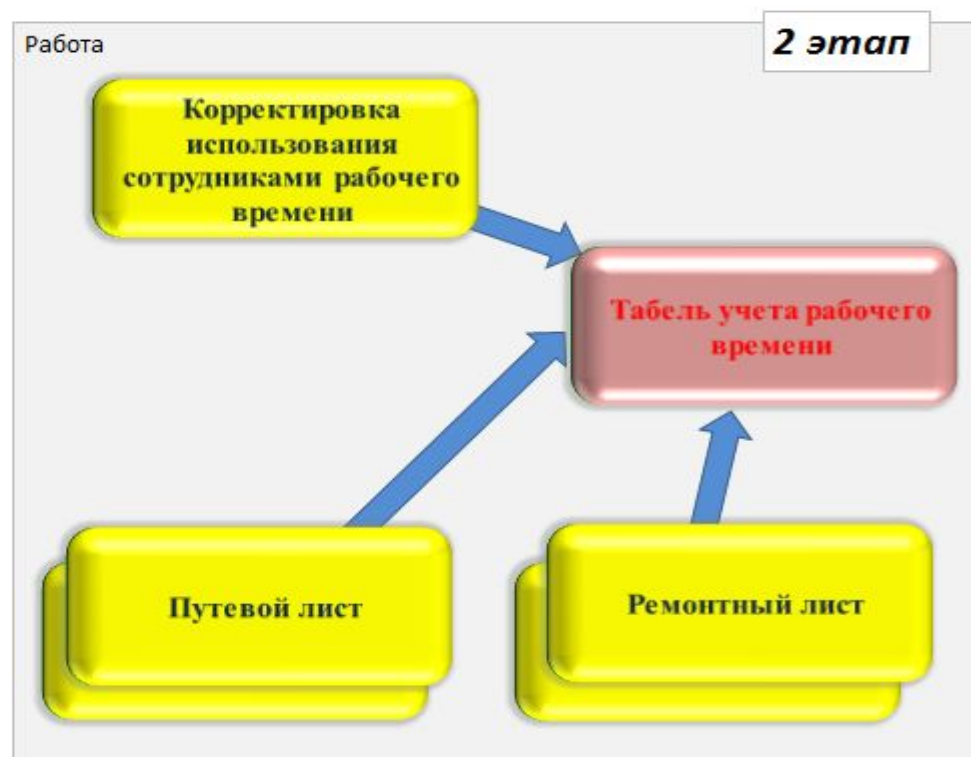 Работа
2 этап
Корректировка
использования
сотрудниками рабочего
времени
Табель учета рабочего
времени
Путевой лист
Ремонтный лист